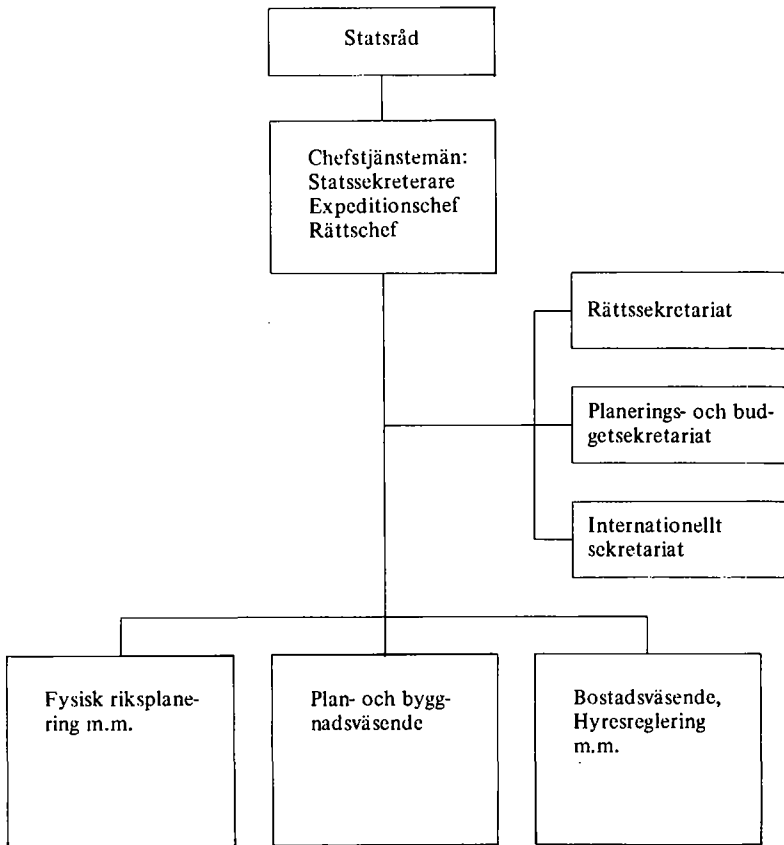 Statsråd
Chefstjänstemän:
Statssekreterare
Expeditionschef
Rättschef
Rättssekretariat
Planerings- och bud-
getsekretariat
Internationellt
sekretariat
Fysisk riksplane-
ring m.m.
Plan- och bygg-
nadsväsende
Bostadsväsende,
Hyresreglering
m.m.